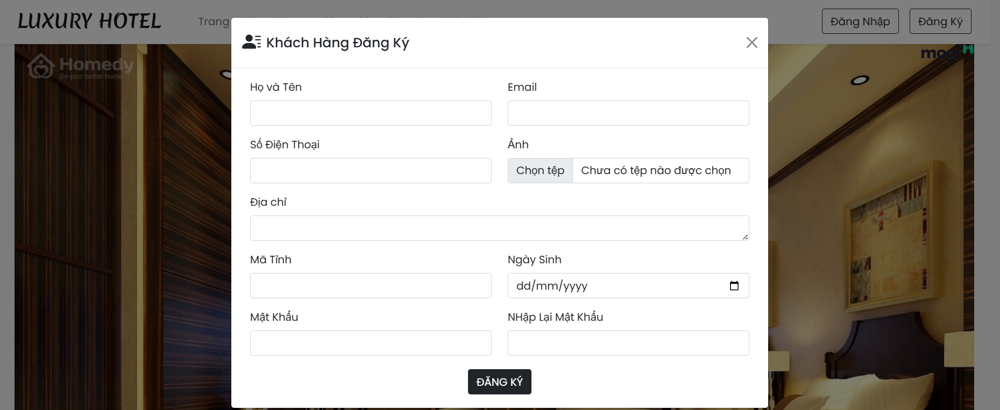 LUXURY HOTEL
Trang
Đăng Nhập
Đăng Ký
Homedy
Be your better home
mogi
Khách Hàng Đăng Ký
Họ và Tên
Email
Số Điện Thoại
Ảnh
Chọn tệp
Chưa có tệp nào được chọn
Địa chỉ
Mã Tỉnh
Ngày Sinh
dd/mm/yyyy
Mật Khẩu
NHập Lại Mật Khẩu
ĐĂNG KÝ